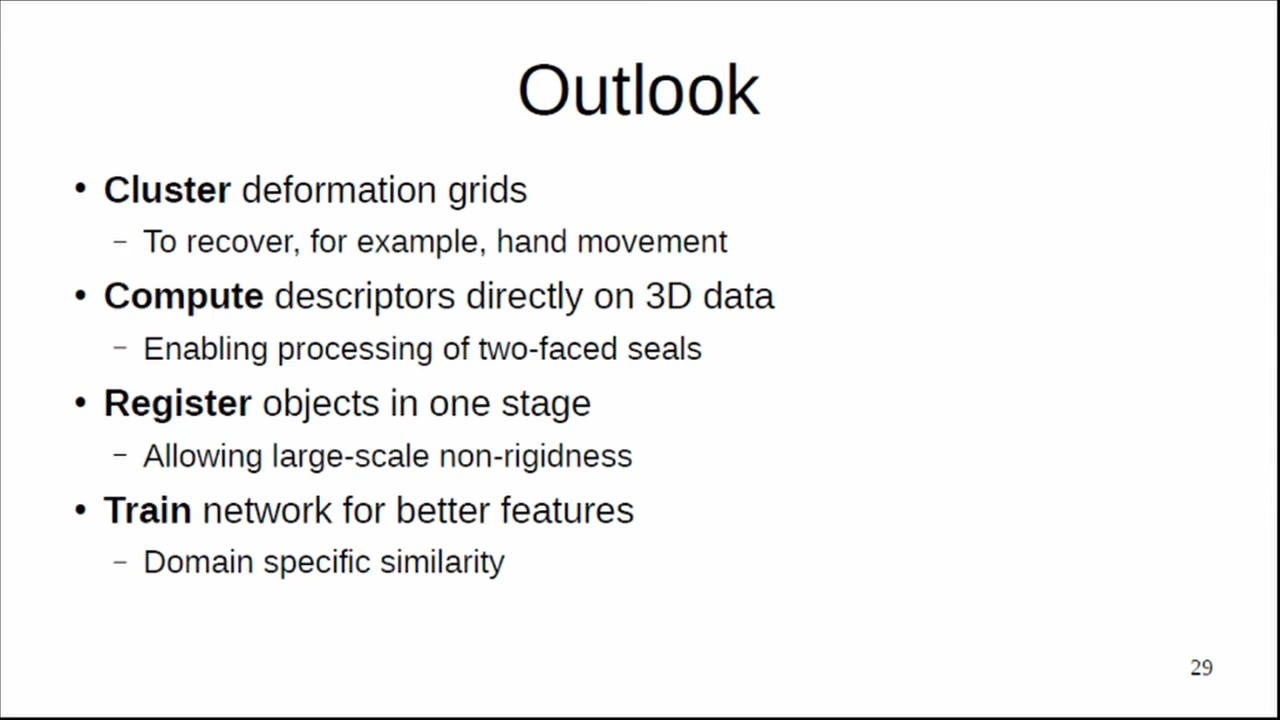 Outlook
• Cluster deformation grids
– To recover, for example, hand movement
• Compute descriptors directly on 3D data
– Enabling processing of two-faced seals
• Register objects in one stage
– Allowing large-scale non-rigidness
• Train network for better features
– Domain specific similarity
29